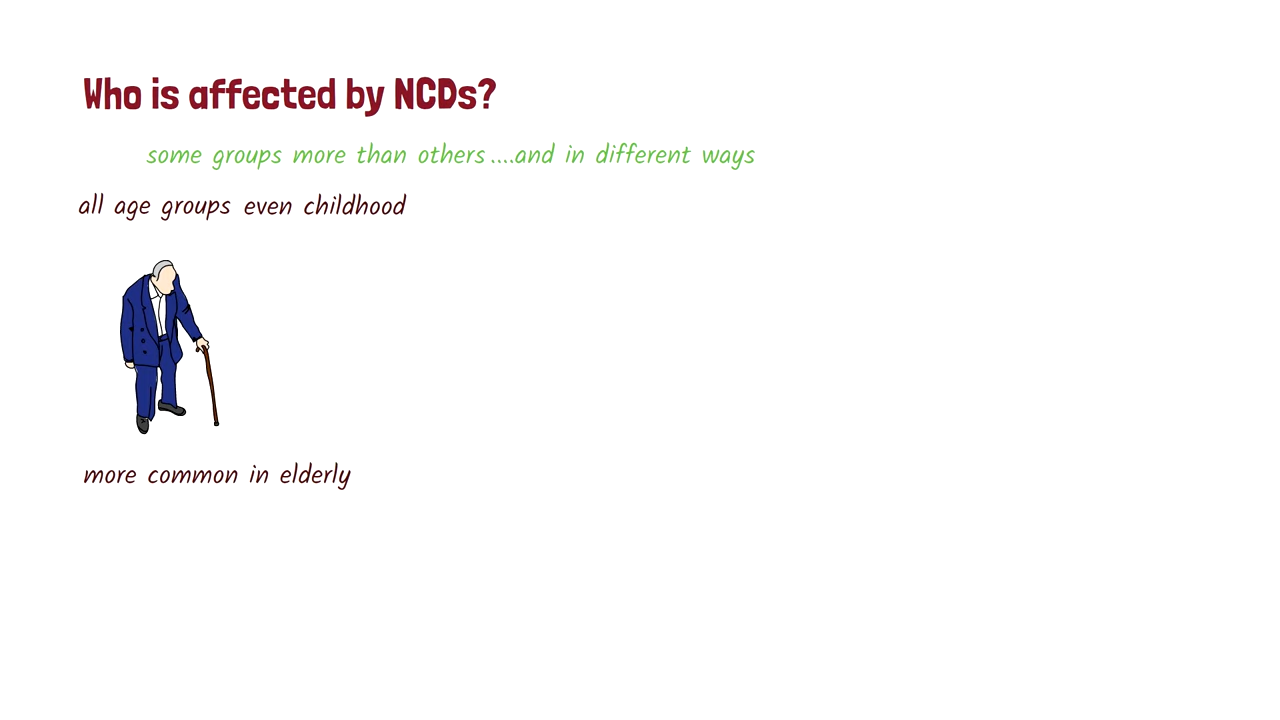 Who is affected by NCDs?
some groups more than others ....and in different ways
all age groups even childhood
more common in elderly